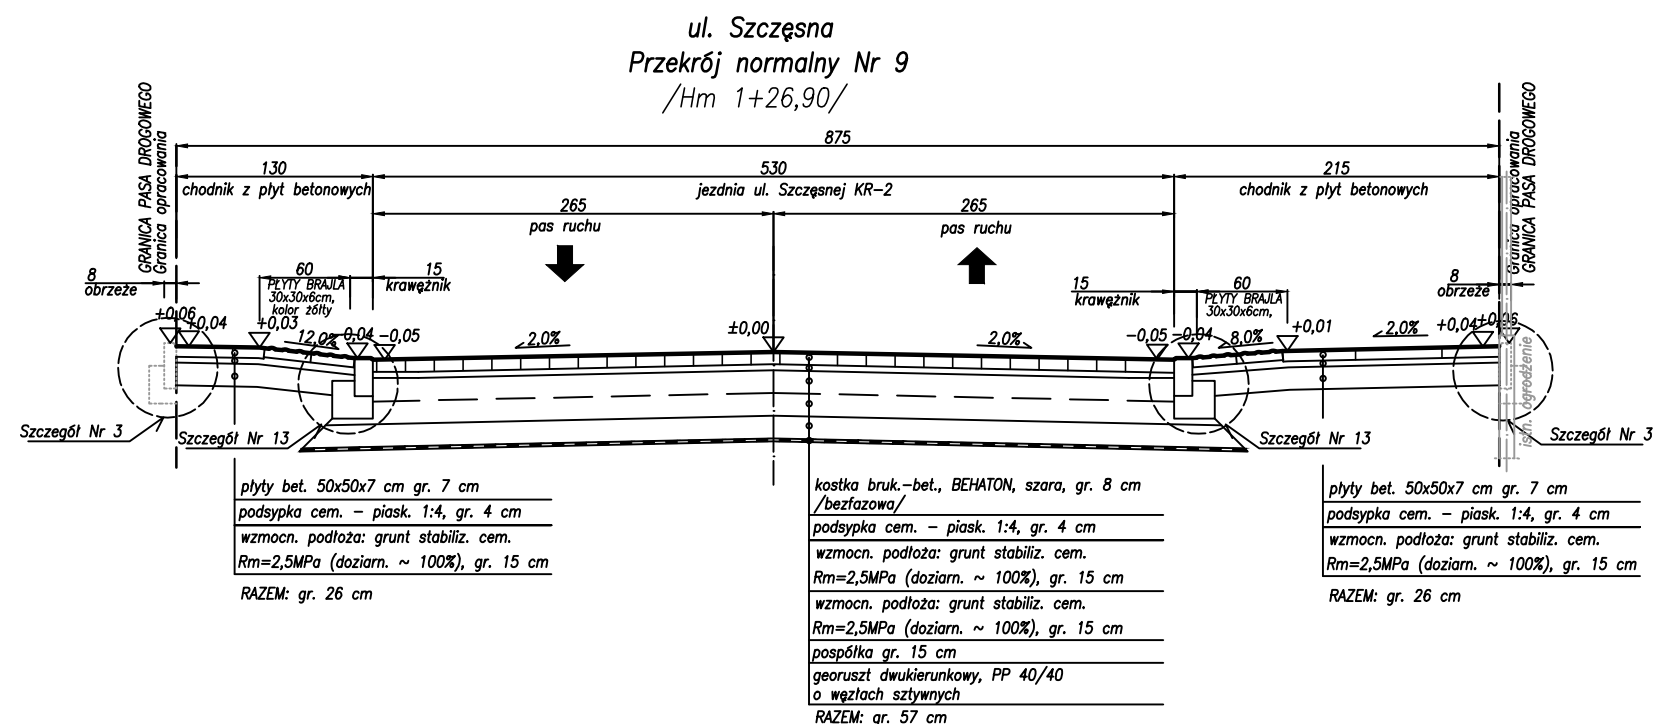 ul. Szczęsna
Przekrój normalny Nr 9
/Hm 1+26,90/
GRANICA PASA DROGOWEGO
Granica opracowania
875
Granica opracowania
GRANICA PASA DROGOWEGO
130
530
215
chodnik z płyt betonowych
jezdnia ul. Szczęsnej KR-2
chodnik z płyt betonowych
265
265
pas ruchu
pas ruchu
8
obrzeże
60
PŁYTY BRAJLA
30x30x6cm,
kolor żółty
15
krawężnik
15
krawężnik
60
PŁYTY BRAJLA
30x30x6cm,
8
obrzeże
+0,06
+0,04
+0,03
12,0%
-0,04
-0,05
2,0%
±0,00
2,0%
-0,05
-0,04
8,0%
+0,01
2,0%
+0,04
+0,06
istn. ogrodzenie
Szczegół Nr 3
Szczegół Nr 13
Szczegół Nr 13
Szczegół Nr 3
płyty bet. 50x50x7 cm gr. 7 cm
podsypka cem. - piask. 1:4, gr. 4 cm
wzmocn. podłoża: grunt stabiliz. cem.
Rm=2,5MPa (doziarn. ~ 100%), gr. 15 cm
RAZEM: gr. 26 cm
kostka bruk.-bet., BEHATON, szara, gr. 8 cm
/bezfazowa/
podsypka cem. - piask. 1:4, gr. 4 cm
wzmocn. podłoża: grunt stabiliz. cem.
Rm=2,5MPa (doziarn. ~ 100%), gr. 15 cm
wzmocn. podłoża: grunt stabiliz. cem.
Rm=2,5MPa (doziarn. ~ 100%), gr. 15 cm
pospółka gr. 15 cm
georuszt dwukierunkowy, PP 40/40
o węzłach sztywnych
RAZEM: gr. 57 cm
płyty bet. 50x50x7 cm gr. 7 cm
podsypka cem. - piask. 1:4, gr. 4 cm
wzmocn. podłoża: grunt stabiliz. cem.
Rm=2,5MPa (doziarn. ~ 100%), gr. 15 cm
RAZEM: gr. 26 cm